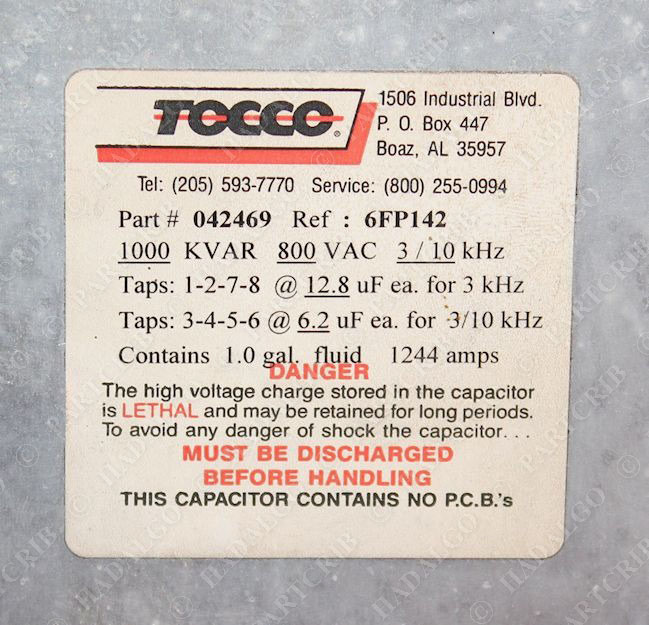 TOCCO®
1506 Industrial Blvd.
P. O. Box 447
Boaz, AL 35957
Tel: (205) 593-7770 Service: (800) 255-0994
Part # 042469 Ref : 6FP142
1000 KVAR 800 VAC 3 / 10 kHz
Taps: 1-2-7-8 @ 12.8 uF ea. for 3 kHz
Taps: 3-4-5-6 @ 6.2 uF ea. for 3/10 kHz
Contains 1.0 gal. fluid 1244 amps
DANGER
The high voltage charge stored in the capacitor
is LETHAL and may be retained for long periods.
To avoid any danger of shock the capacitor. . .
MUST BE DISCHARGED
BEFORE HANDLING
THIS CAPACITOR CONTAINS NO P.C.B.'s
© HADALGO
© PARTCRIB